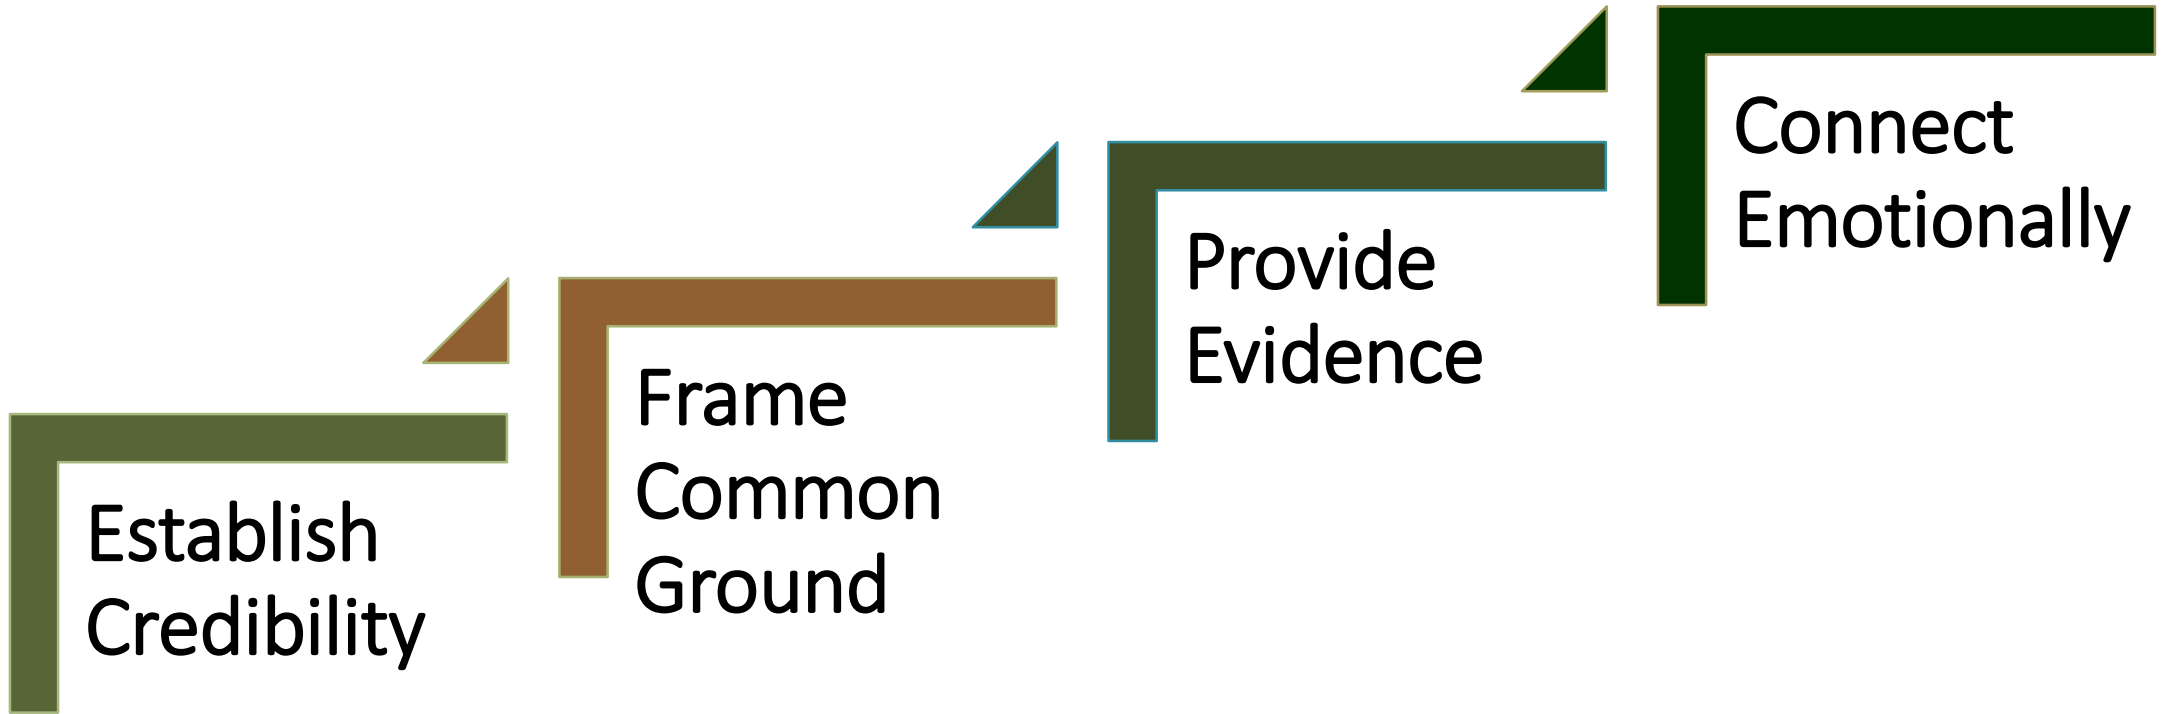 Establish
Credibility
Frame
Common
Ground
Provide
Evidence
Connect
Emotionally